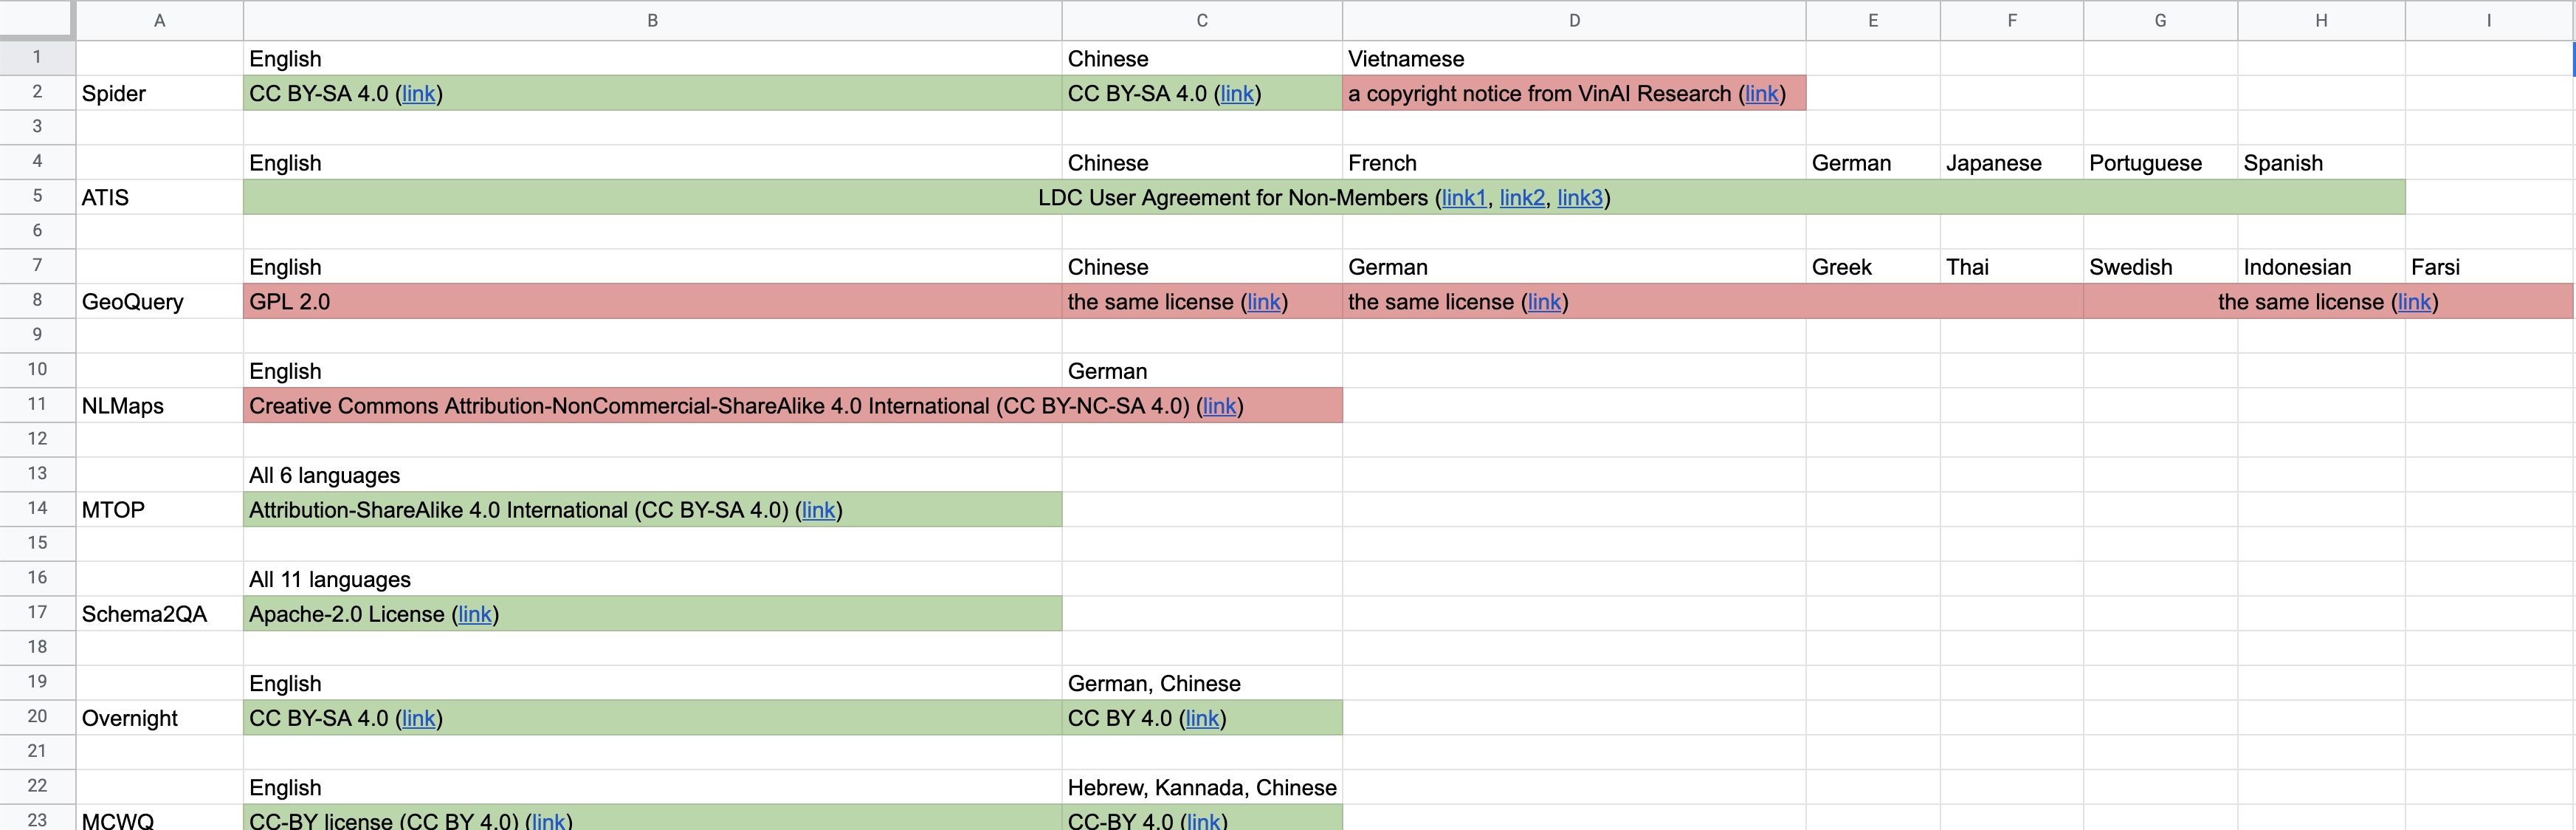 A B C D E F G H I
1 English Chinese Vietnamese
2 Spider CC BY-SA 4.0 (link) CC BY-SA 4.0 (link) a copyright notice from VinAI Research (link)
3
4 English Chinese French German Japanese Portuguese Spanish
5 ATIS LDC User Agreement for Non-Members (link1, link2, link3)
6
7 English Chinese German Greek Thai Swedish Indonesian Farsi
8 GeoQuery GPL 2.0 the same license (link) the same license (link) the same license (link)
9
10 English German
11 NLMaps Creative Commons Attribution-NonCommercial-ShareAlike 4.0 International (CC BY-NC-SA 4.0) (link)
12
13 All 6 languages
14 MTOP Attribution-ShareAlike 4.0 International (CC BY-SA 4.0) (link)
15
16 All 11 languages
17 Schema2QA Apache-2.0 License (link)
18
19 English German, Chinese
20 Overnight CC BY-SA 4.0 (link) CC BY 4.0 (link)
21
22 English Hebrew, Kannada, Chinese
23 MCWQ CC-BY license (CC BY 4.0) (link) CC-BY 4.0 (link)